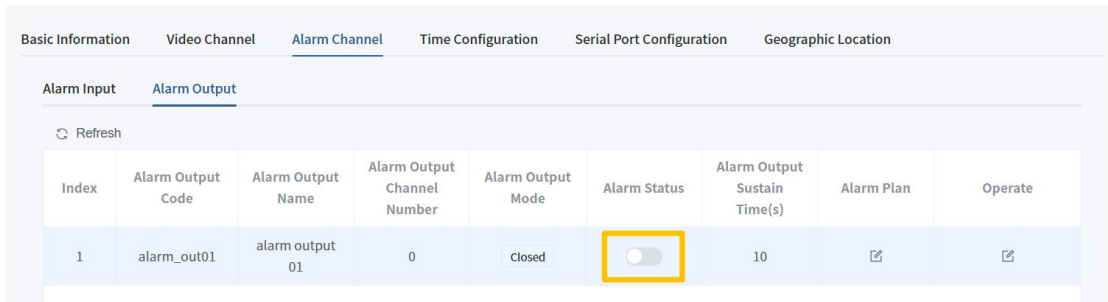 Basic Information Video Channel Alarm Channel Time Configuration Serial Port Configuration Geographic Location
Alarm Input Alarm Output
Refresh
Index Alarm Output Code Alarm Output Name Alarm Output Channel Number Alarm Output Mode Alarm Status Alarm Output Sustain Time(s) Alarm Plan Operate
1 alarm_out01 alarm output 01 0 Closed 10